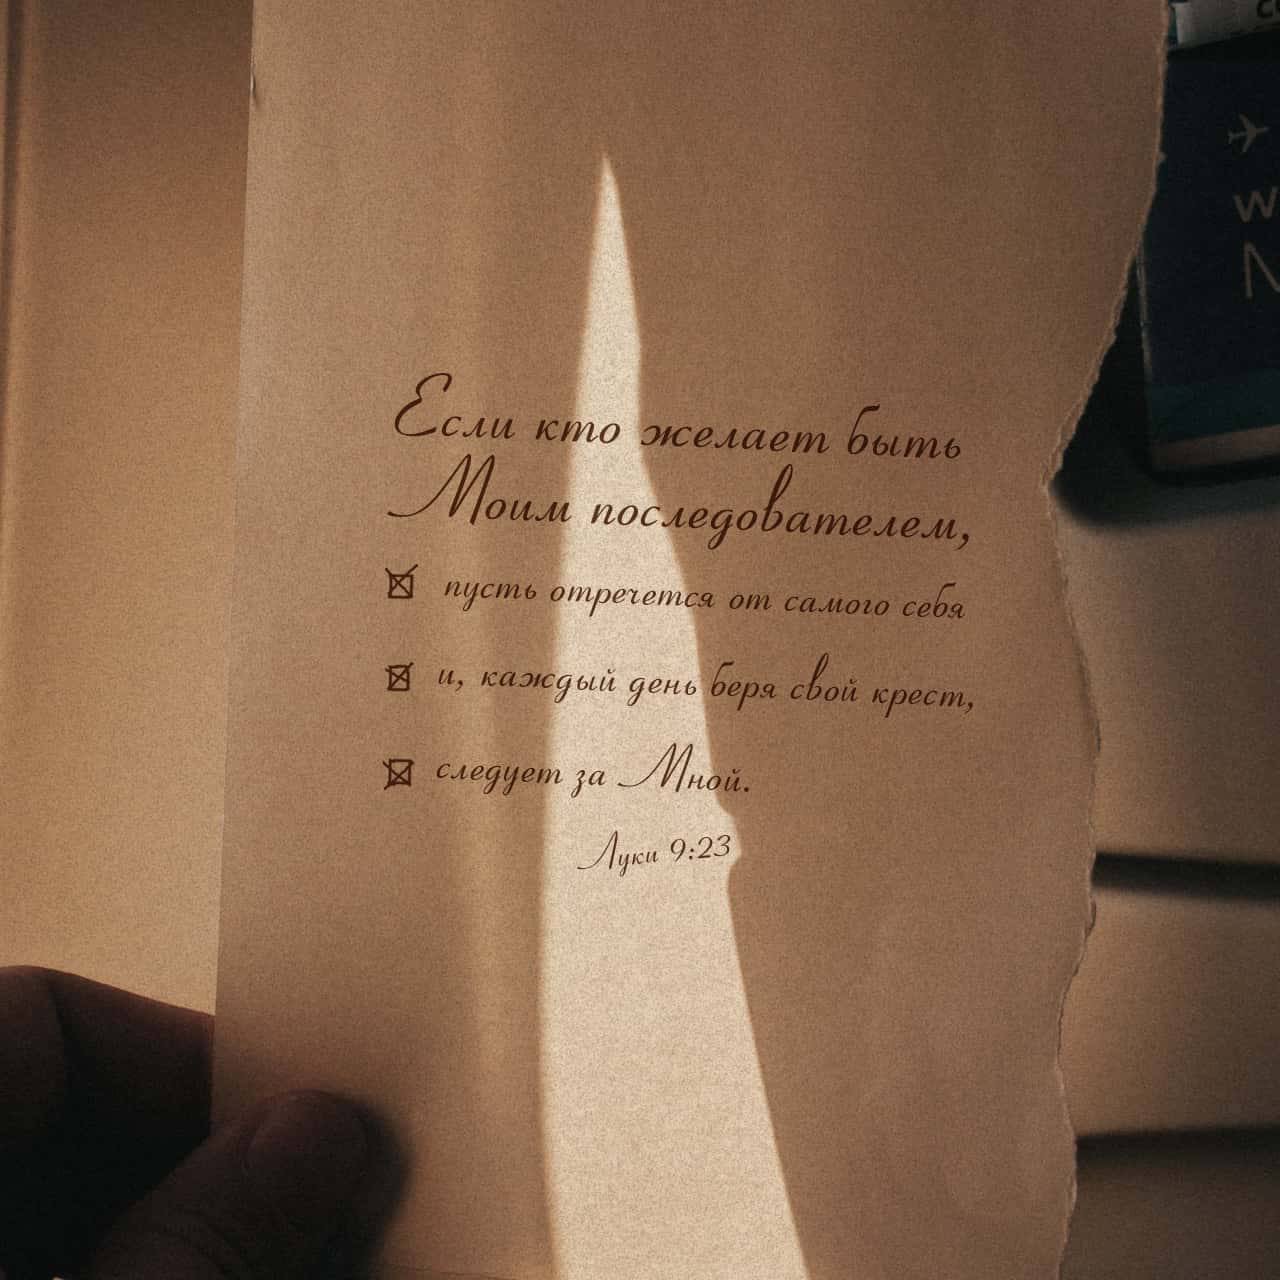 Если кто желает быть
Моим последователем,
пусть отречется от самого себя
и, каждый день беря свой крест,
следует за Мной.
Луки 9:23